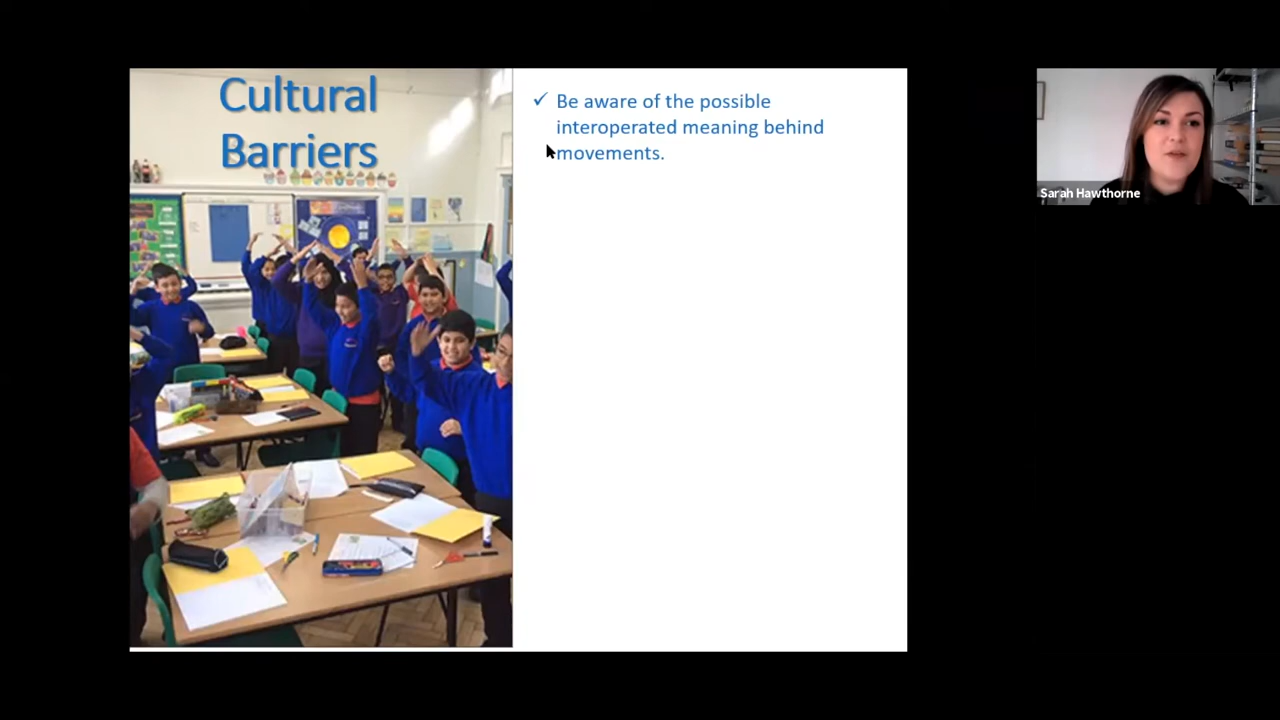 Cultural
Barriers
✓ Be aware of the possible
interoperated meaning behind
movements.
Sarah Hawthorne